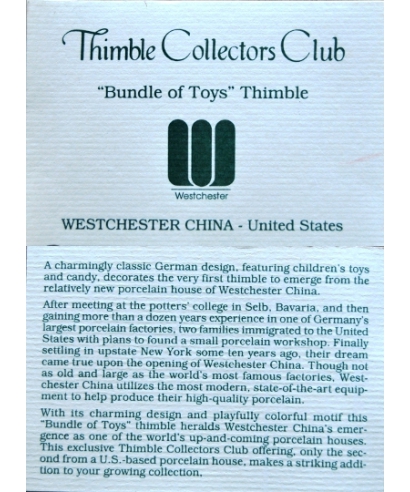 Thimble Collectors Club
"Bundle of Toys" Thimble
Westchester
WESTCHESTER CHINA - United States
A charmingly classic German design, featuring children's toys
and candy, decorates the very first thimble to emerge from the
relatively new porcelain house of Westchester China.
After meeting at the potters' college in Selb, Bavaria, and then
gaining more than a dozen years experience in one of Germany's
largest porcelain factories, two families immigrated to the United
States with plans to found a small porcelain workshop. Finally
settling in upstate New York some ten years ago, their dream
came true upon the opening of Westchester China. Though not
as old and large as the world's most famous factories, West-
chester China utilizes the most modern, state-of-the-art equip-
ment to help produce their high-quality porcelain.
With its charming design and playfully colorful motif this
"Bundle of Toys" thimble heralds Westchester China's emer-
gence as one of the world's up-and-coming porcelain houses.
This exclusive Thimble Collectors Club offering, only the sec-
ond from a U.S.-based porcelain house, makes a striking addi-
tion to your growing collection.